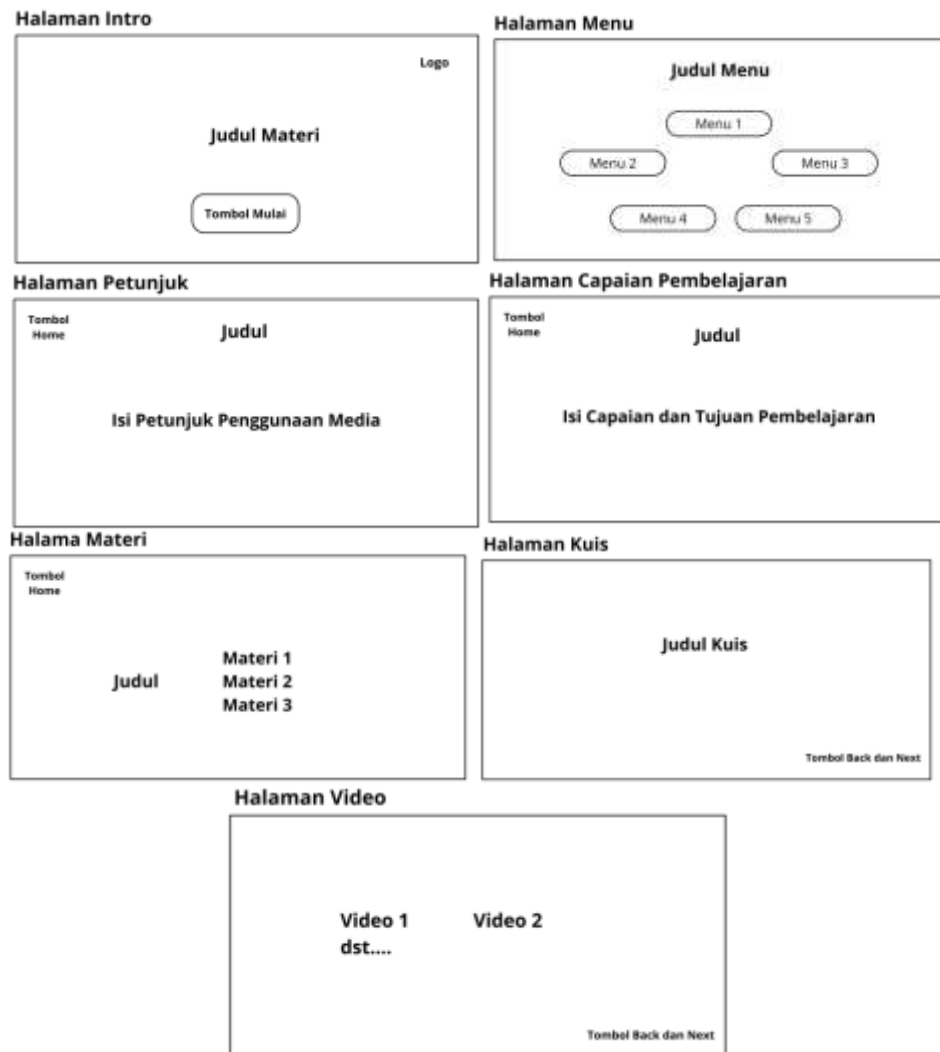 Halaman Intro
Logo
Judul Materi
Tombol Mulai
Halaman Menu
Judul Menu
Menu 1
Menu 2
Menu 3
Menu 4
Menu 5
Halaman Petunjuk
Tombol
Home
Judul
Isi Petunjuk Penggunaan Media
Halaman Capaian Pembelajaran
Tombol
Home
Judul
Isi Capaian dan Tujuan Pembelajaran
Halama Materi
Tombol
Home
Judul
Materi 1
Materi 2
Materi 3
Halaman Kuis
Judul Kuis
Tombol Back dan Next
Halaman Video
Video 1
Video 2
dst....
Tombol Back dan Next